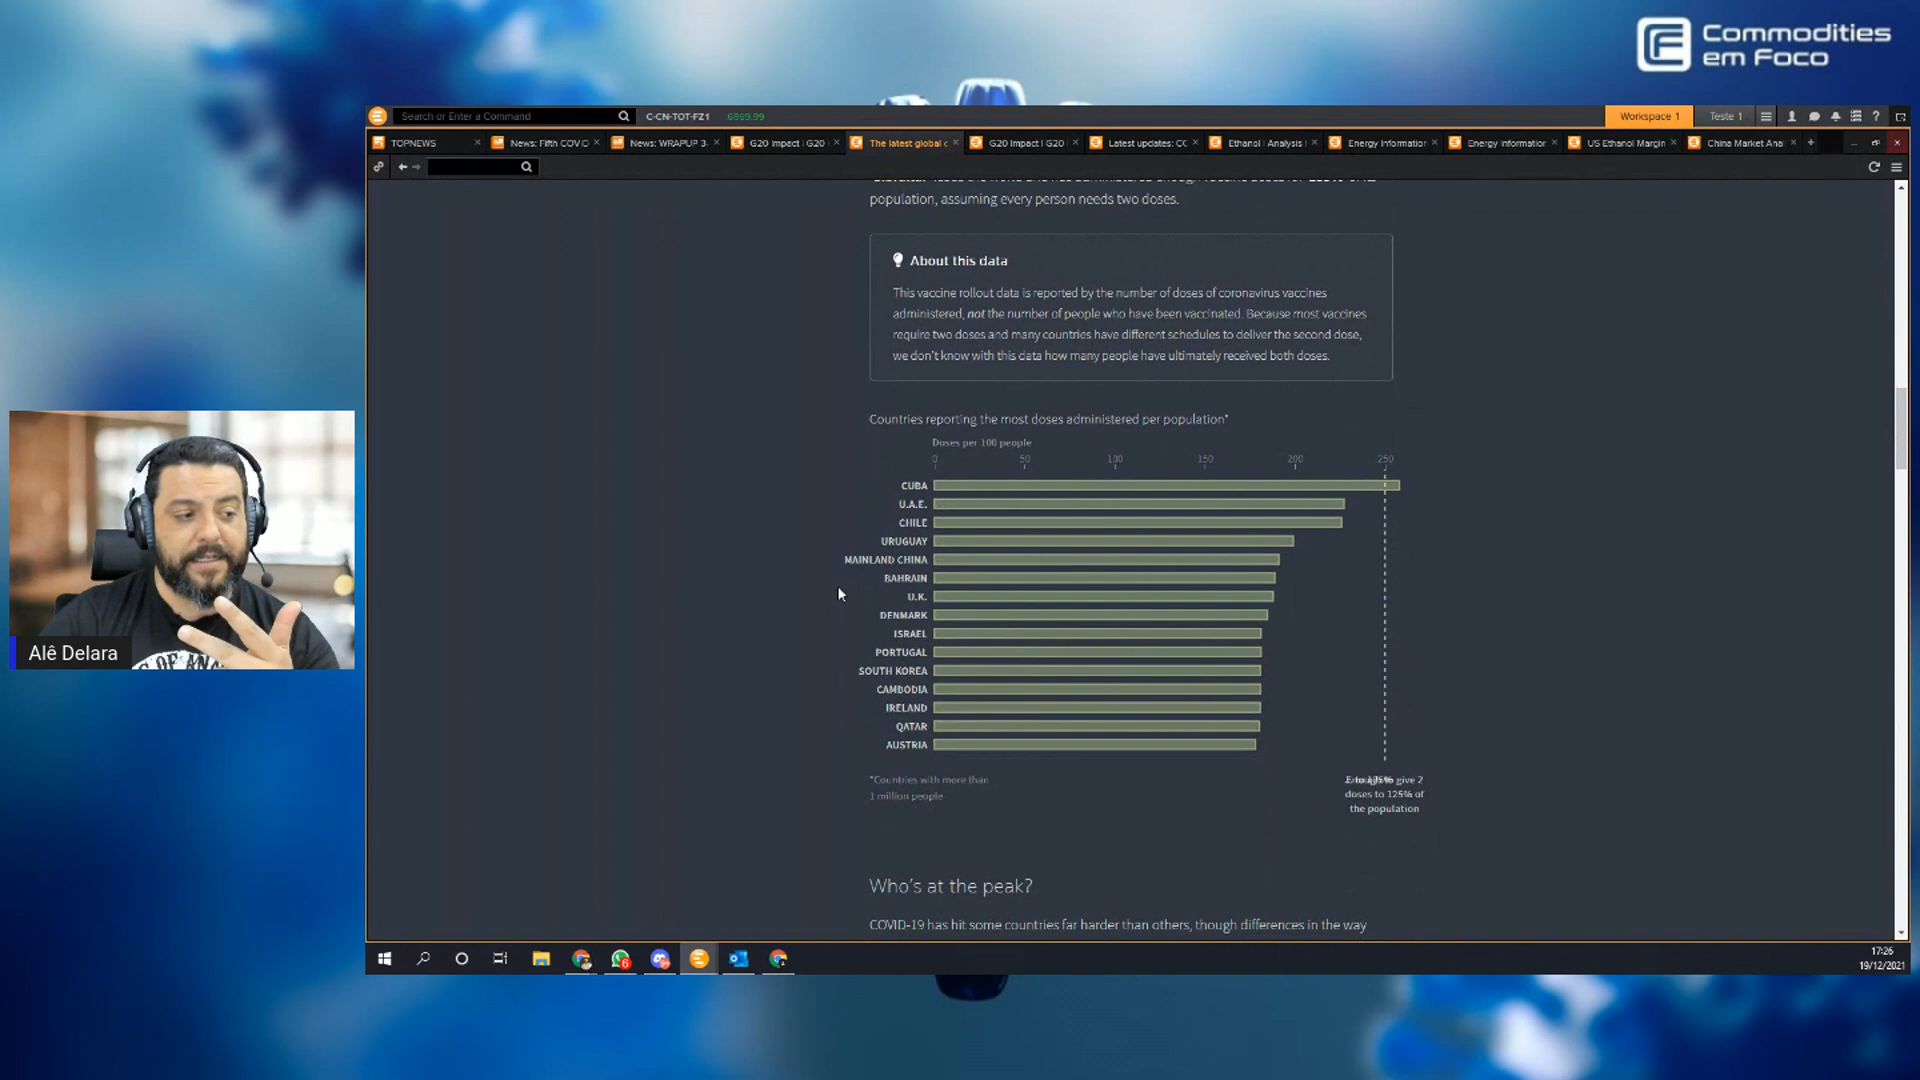 Commodities
em Foco
Search or Enter a Command
C-CN-TOT-FZ1
Workspace 1
Teste 1
?
TOPNEWS
News: Fifth COVID
News: WRAPUP 3-
G20 Impact | G20
The latest global c
G20 Impact | G20
Latest updates: CC
Ethanol | Analysis |
Energy Informatior
Energy Informatior
US Ethanol Margin
China Market Ana
population, assuming every person needs two doses.
About this data
This vaccine rollout data is reported by the number of doses of coronavirus vaccines
administered, not the number of people who have been vaccinated. Because most vaccines
require two doses and many countries have different schedules to deliver the second dose,
we don't know with this data how many people have ultimately received both doses.
Countries reporting the most doses administered per population*
Doses per 100 people
0 50 100 150 200 250
CUBA
U.A.E.
CHILE
URUGUAY
MAINLAND CHINA
BAHRAIN
U.K.
DENMARK
ISRAEL
PORTUGAL
SOUTH KOREA
CAMBODIA
IRELAND
QATAR
AUSTRIA
*Countries with more than
1 million people
give 2
doses to 125% of
the population
Who's at the peak?
COVID-19 has hit some countries far harder than others, though differences in the way
Alê Delara
6
17:26
19/12/2021